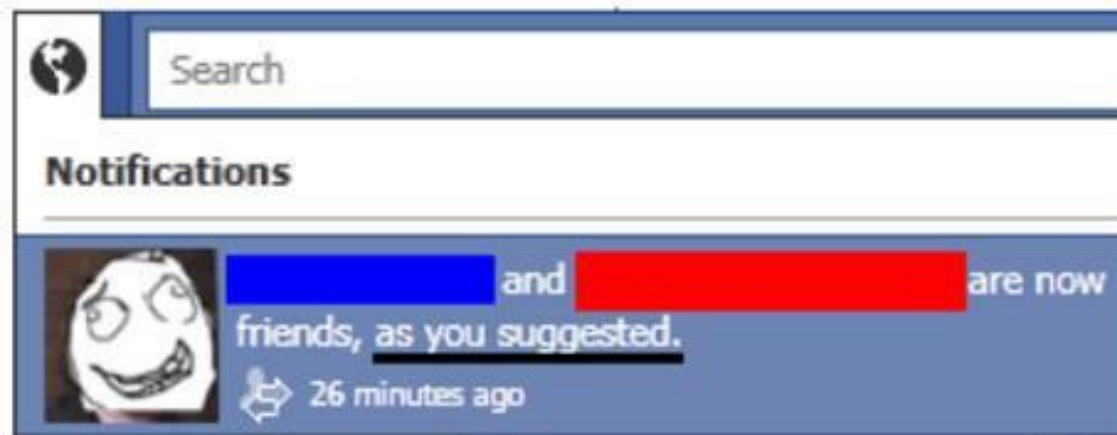 Search
Notifications
and are now
friends, as you suggested.
26 minutes ago